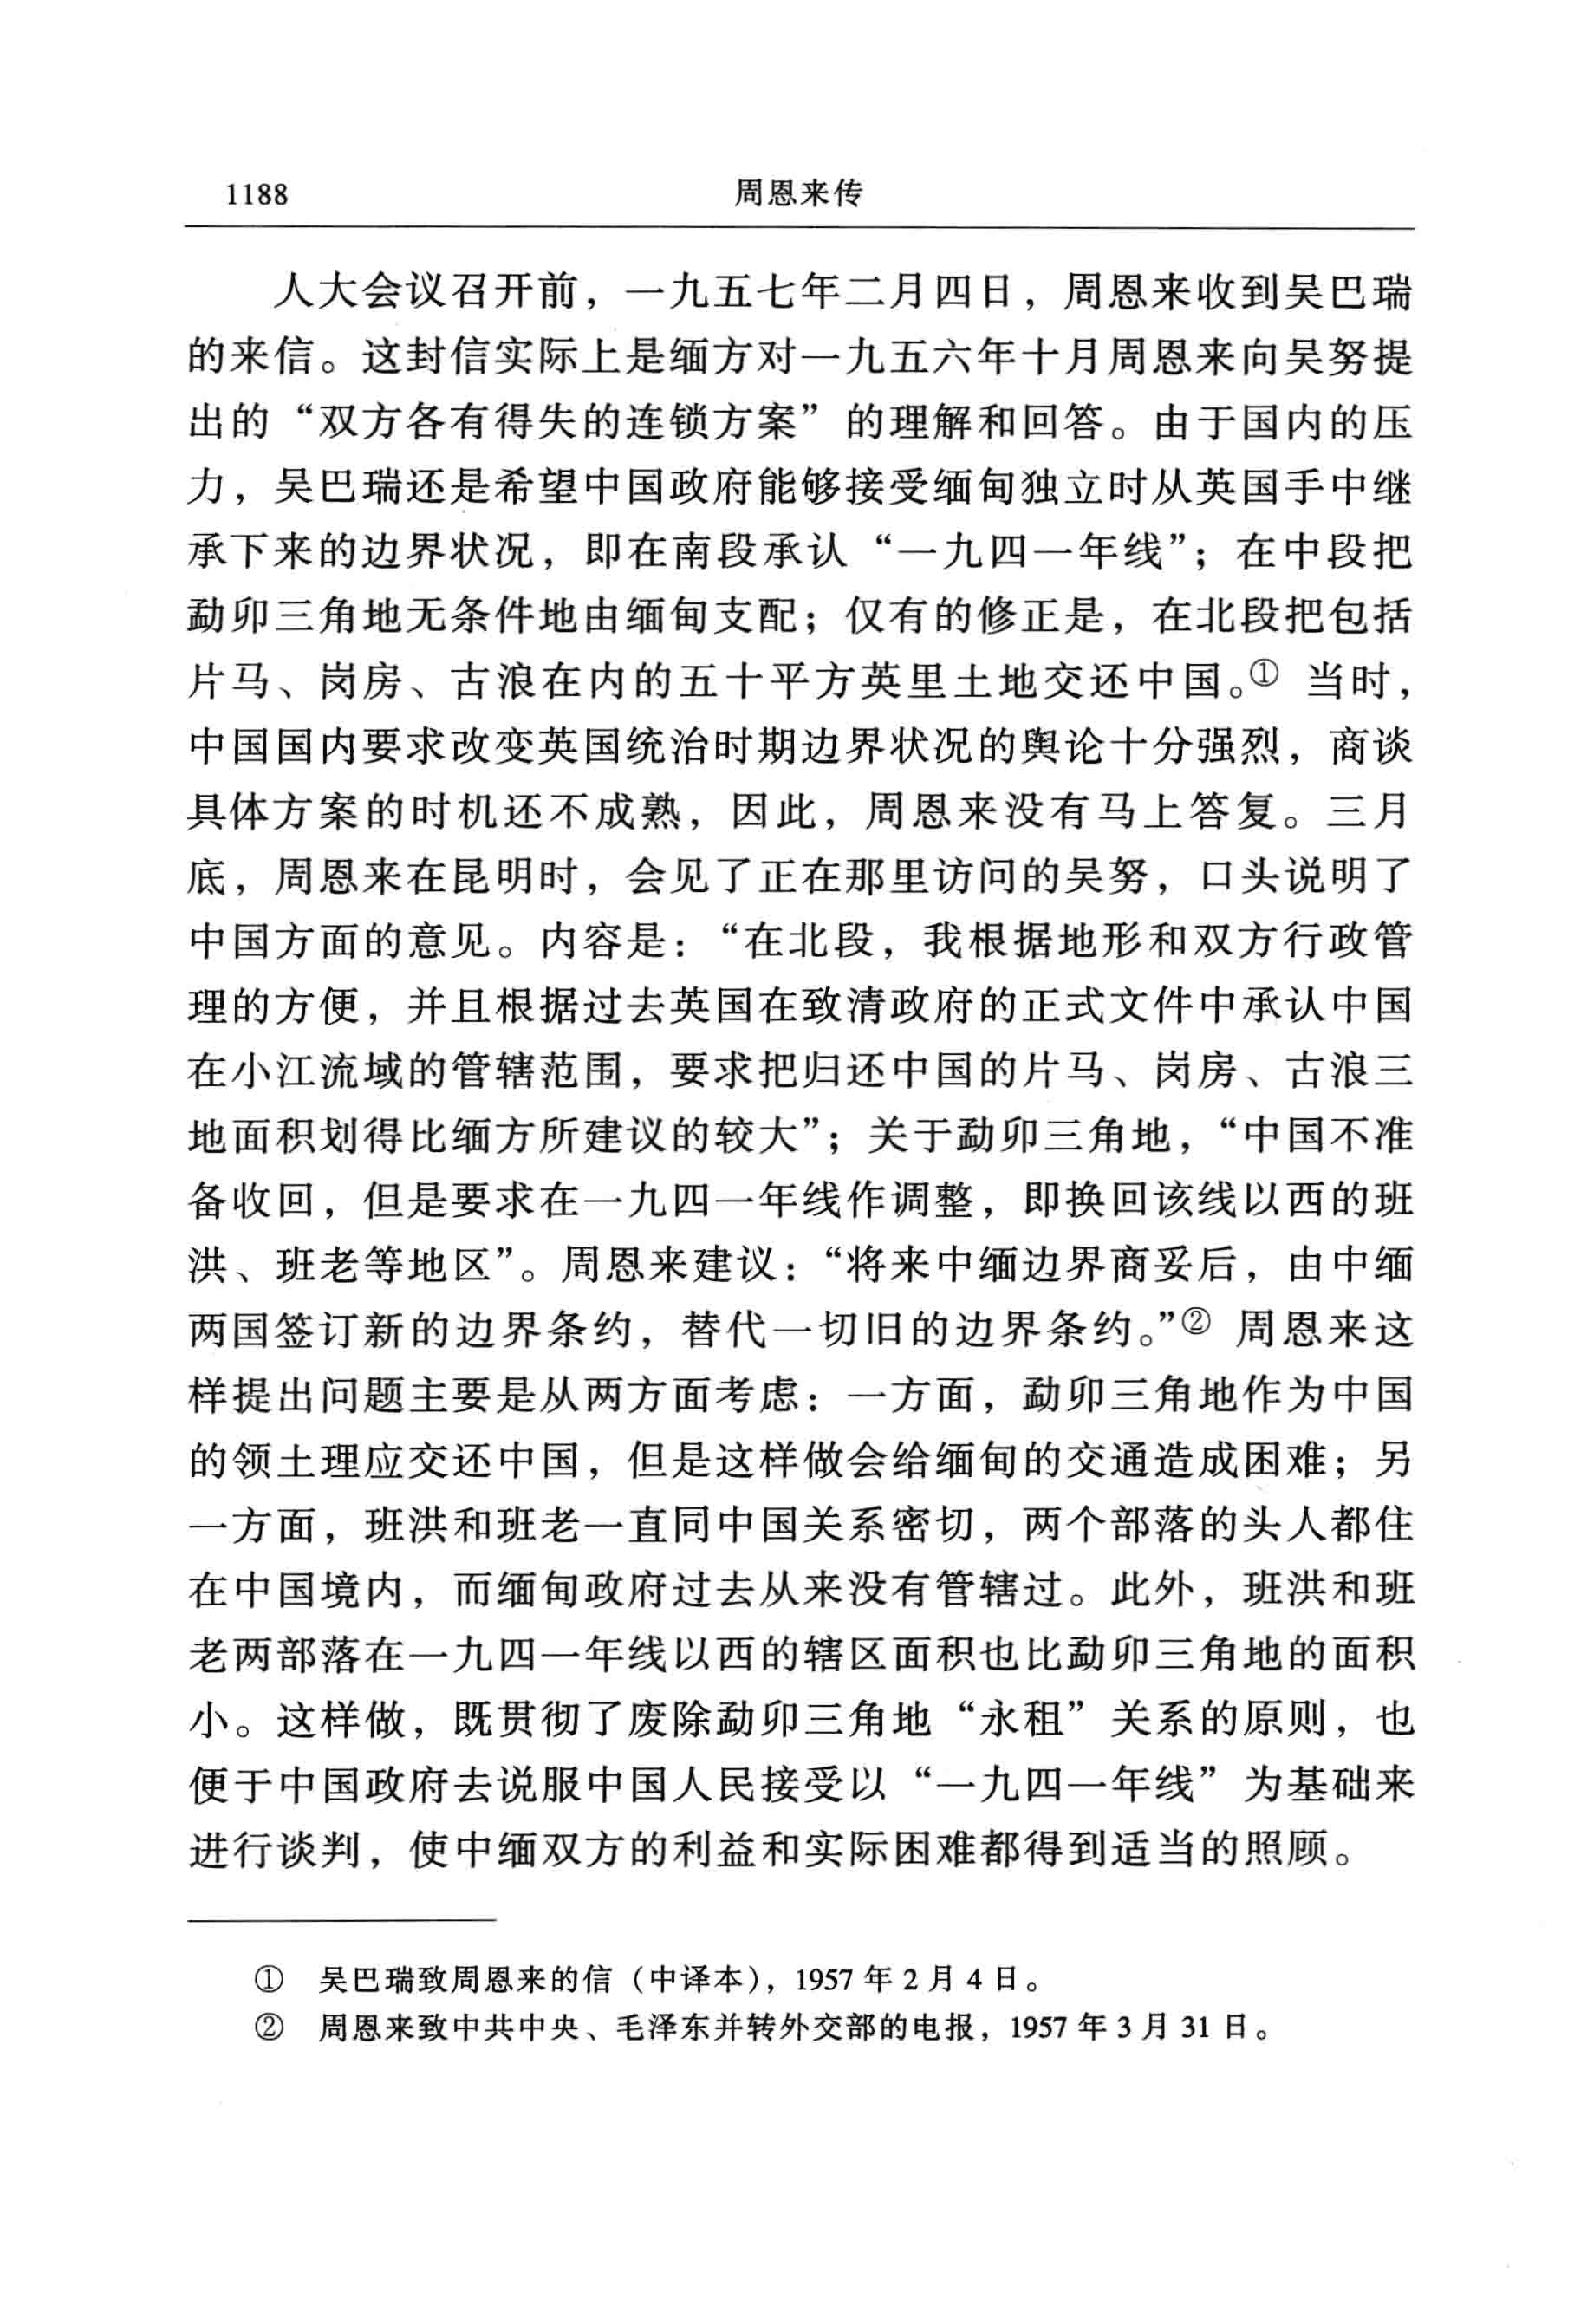 1188
周恩来传
人大会议召开前，一九五七年二月四日，周恩来收到吴巴瑞
的来信。这封信实际上是缅方对一九五六年十月周恩来向吴努提
出的“双方各有得失的连锁方案”的理解和回答。由于国内的压
力，吴巴瑞还是希望中国政府能够接受缅甸独立时从英国手中继
承下来的边界状况，即在南段承认“一九四一年线”；在中段把
勐卯三角地无条件地由缅甸支配；仅有的修正是，在北段把包括
片马、岗房、古浪在内的五十平方英里土地交还中国。① 当时，
中国国内要求改变英国统治时期边界状况的舆论十分强烈，商谈
具体方案的时机还不成熟，因此，周恩来没有马上答复。三月
底，周恩来在昆明时，会见了正在那里访问的吴努，口头说明了
中国方面的意见。内容是：“在北段，我根据地形和双方行政管
理的方便，并且根据过去英国在致清政府的正式文件中承认中国
在小江流域的管辖范围，要求把归还中国的片马、岗房、古浪三
地面积划得比缅方所建议的较大”；关于勐卯三角地，“中国不准
备收回，但是要求在一九四一年线作调整，即换回该线以西的班
洪、班老等地区”。周恩来建议：“将来中缅边界商妥后，由中缅
两国签订新的边界条约，替代一切旧的边界条约。”② 周恩来这
样提出问题主要是从两方面考虑：一方面，勐卯三角地作为中国
的领土理应交还中国，但是这样做会给缅甸的交通造成困难；另
一方面，班洪和班老一直同中国关系密切，两个部落的头人都住
在中国境内，而缅甸政府过去从来没有管辖过。此外，班洪和班
老两部落在一九四一年线以西的辖区面积也比勐卯三角地的面积
小。这样做，既贯彻了废除勐卯三角地“永租”关系的原则，也
便于中国政府去说服中国人民接受以“一九四一年线”为基础来
进行谈判，使中缅双方的利益和实际困难都得到适当的照顾。
① 吴巴瑞致周恩来的信（中译本），1957 年 2 月 4 日。
② 周恩来致中共中央、毛泽东并转外交部的电报，1957 年 3 月 31 日。